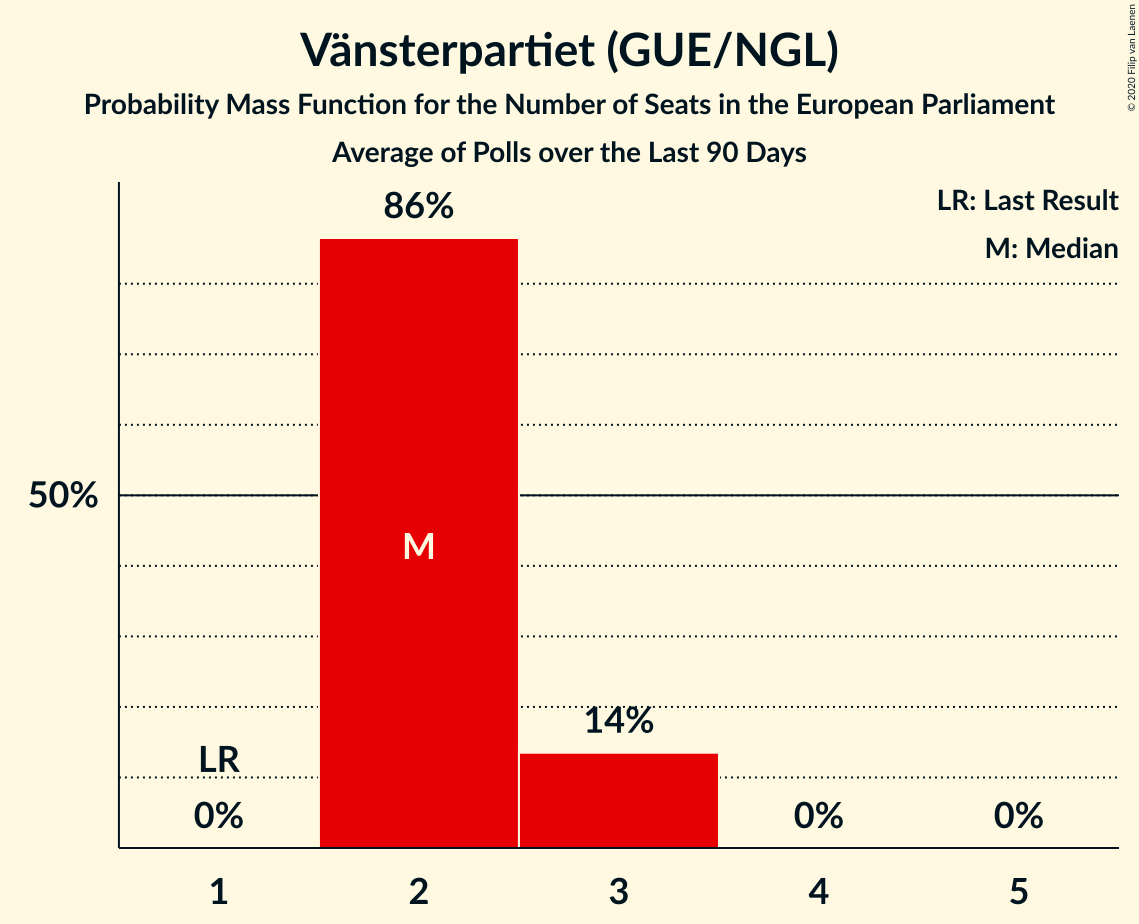 Vänsterpartiet (GUE/NGL)
Probability Mass Function for the Number of Seats in the European Parliament
Average of Polls over the Last 90 Days
© 2020 Filip van Laenen
LR: Last Result
M: Median
86%
50%
M
14%
LR
0%
0%
0%
1
2
3
4
5